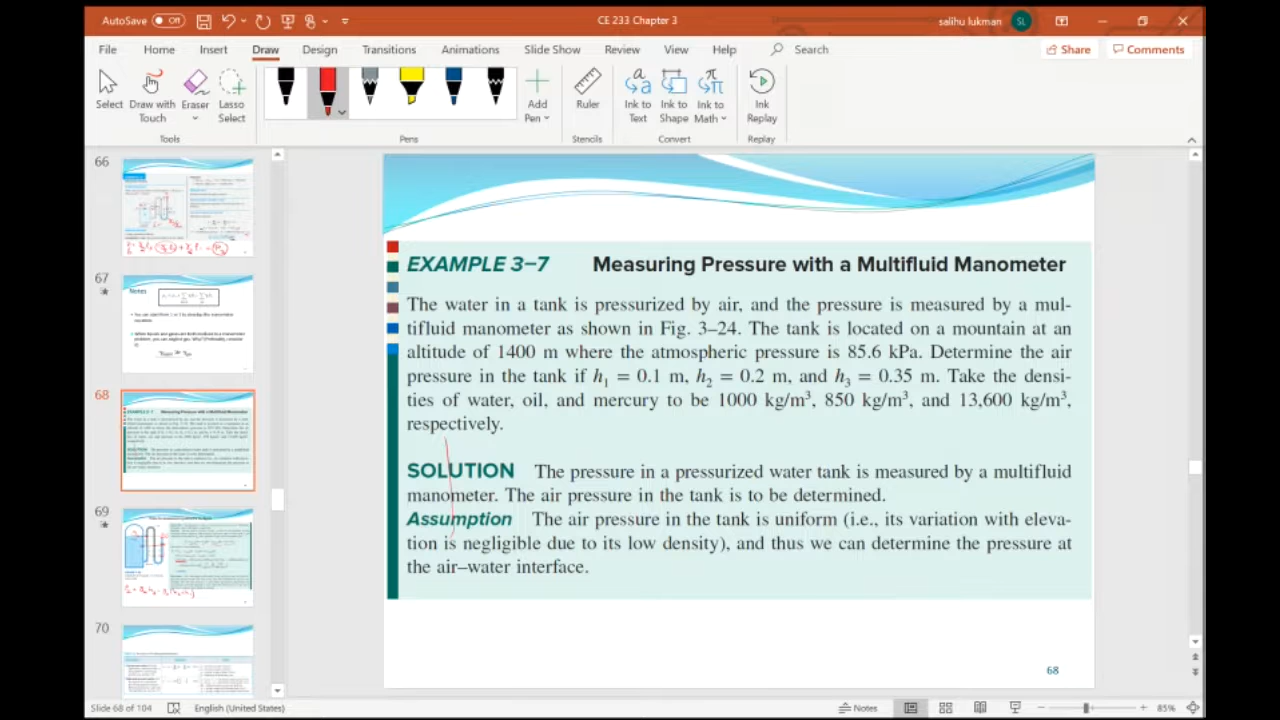 AutoSave Off
CE 233 Chapter 3
salihu lukman SL
File Home Insert Draw Design Transitions Animations Slide Show Review View Help Search Share Comments
Select
Draw with Touch
Eraser
Lasso Select
Add Pen
Ruler
Ink to Text
Ink to Shape
Ink to Math
Ink Replay
Tools Pens Stencils Convert Replay
66
67
Notes
68
69
70
EXAMPLE 3–7 Measuring Pressure with a Multifluid Manometer
The water in a tank is pressurized by air, and the pressure is measured by a mul-
tifluid manometer as shown in Fig. 3–24. The tank is located on a mountain at an
altitude of 1400 m where the atmospheric pressure is 85.6 kPa. Determine the air
pressure in the tank if h₁ = 0.1 m, h₂ = 0.2 m, and h₃ = 0.35 m. Take the densi-
ties of water, oil, and mercury to be 1000 kg/m³, 850 kg/m³, and 13,600 kg/m³,
respectively.
SOLUTION The pressure in a pressurized water tank is measured by a multifluid
manometer. The air pressure in the tank is to be determined.
Assumption The air pressure in the tank is uniform (i.e., its variation with eleva-
tion is negligible due to its low density), and thus we can determine the pressure at
the air–water interface.
68
Slide 68 of 104 English (United States) Notes 85%